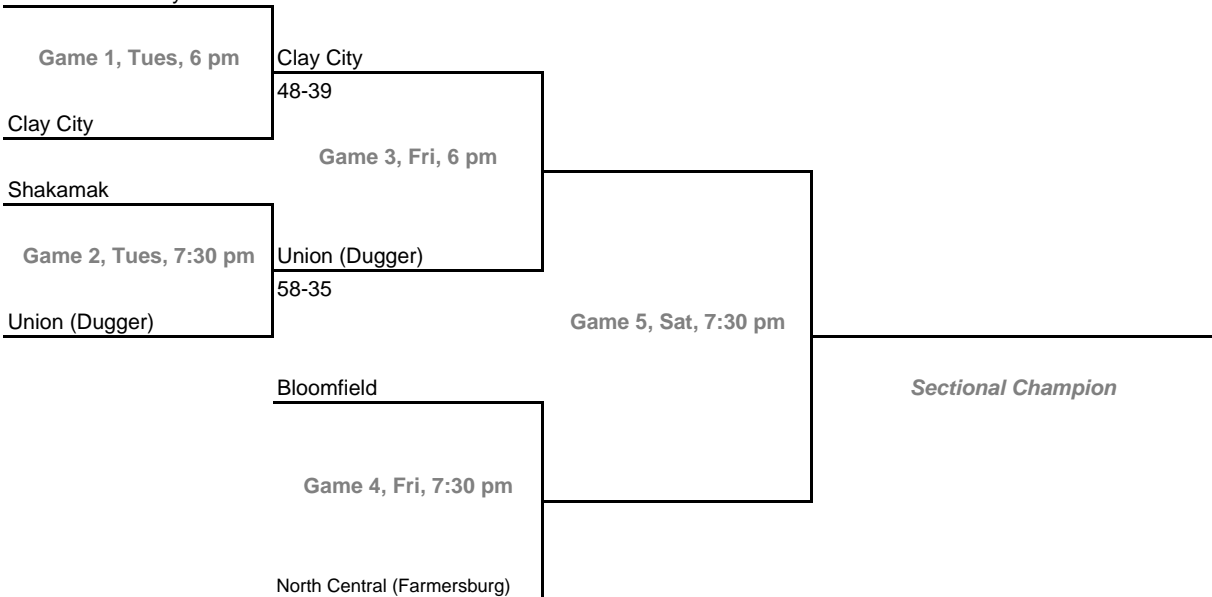 Game 1, Tues, 6 pm
Clay City
48-39
Clay City
Game 3, Fri, 6 pm
Shakamak
Game 2, Tues, 7:30 pm
Union (Dugger)
58-35
Union (Dugger)
Game 5, Sat, 7:30 pm
Bloomfield
Sectional Champion
Game 4, Fri, 7:30 pm
North Central (Farmersburg)